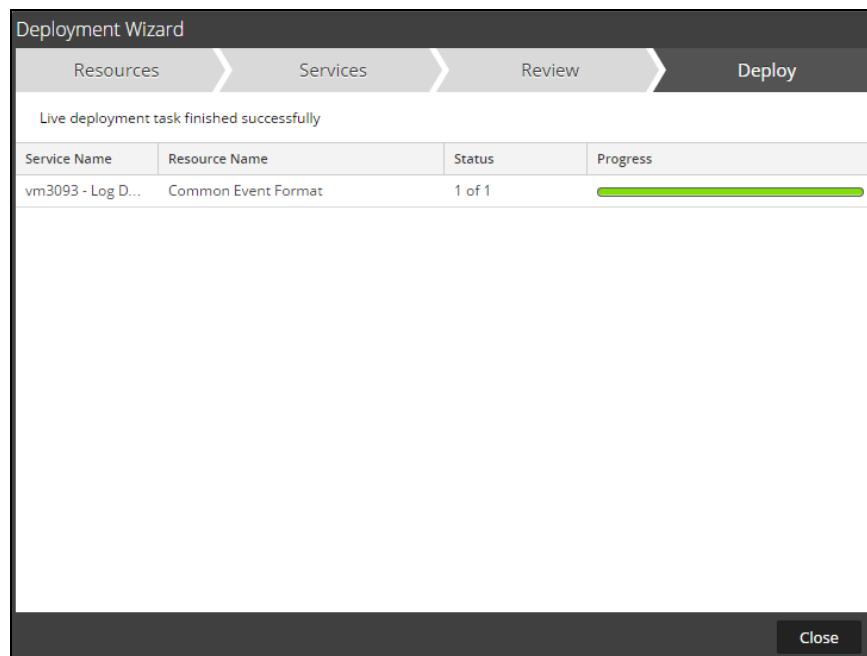 Deployment Wizard
Resources Services Review Deploy
Live deployment task finished successfully
Service Name Resource Name Status Progress
vm3093 - Log D... Common Event Format 1 of 1
Close